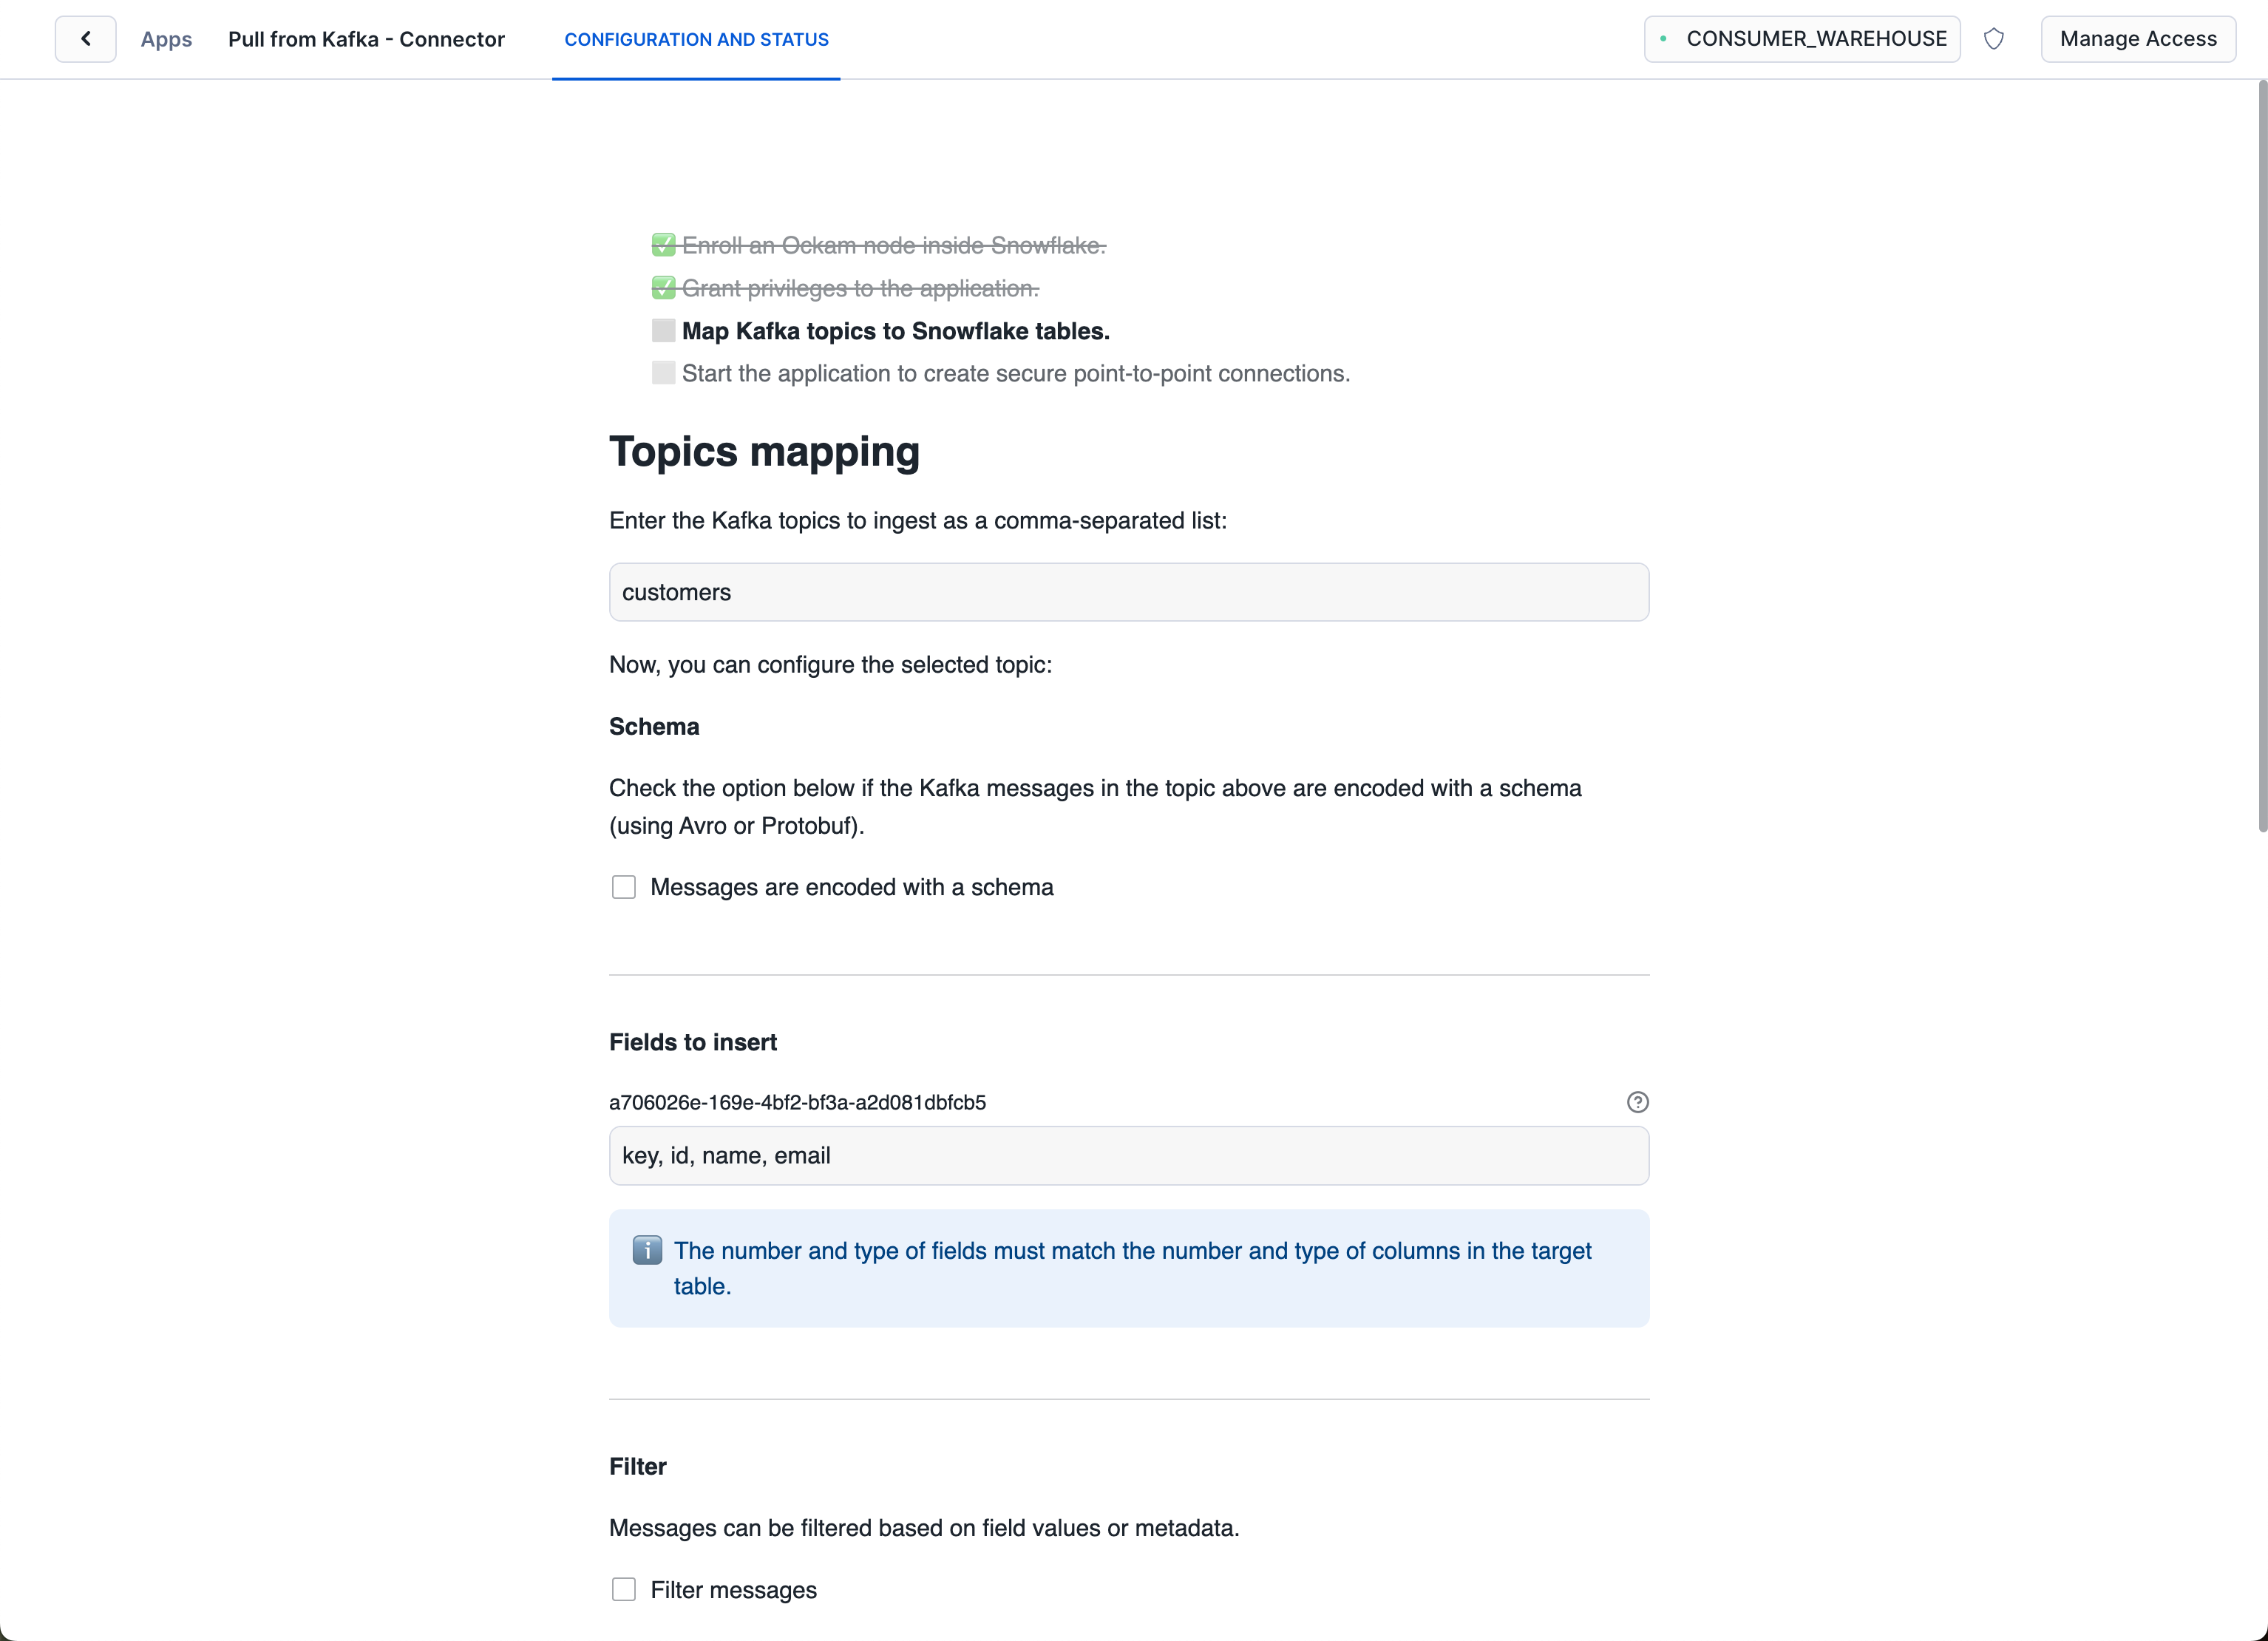 Apps Pull from Kafka - Connector CONFIGURATION AND STATUS CONSUMER_WAREHOUSE Manage Access
Enroll an Ockam node inside Snowflake.
Grant privileges to the application.
Map Kafka topics to Snowflake tables.
Start the application to create secure point-to-point connections.
Topics mapping
Enter the Kafka topics to ingest as a comma-separated list:
customers
Now, you can configure the selected topic:
Schema
Check the option below if the Kafka messages in the topic above are encoded with a schema
(using Avro or Protobuf).
Messages are encoded with a schema
Fields to insert
a706026e-169e-4bf2-bf3a-a2d081dbfcb5
key, id, name, email
The number and type of fields must match the number and type of columns in the target
table.
Filter
Messages can be filtered based on field values or metadata.
Filter messages